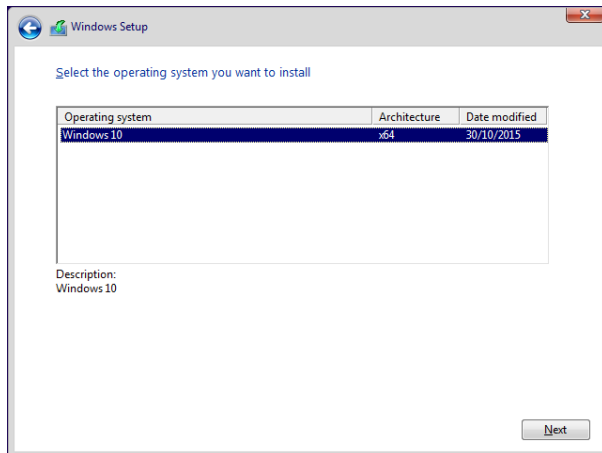 Windows Setup
Select the operating system you want to install
Operating system Architecture Date modified
Windows 10 x64 30/10/2015
Description:
Windows 10
Next